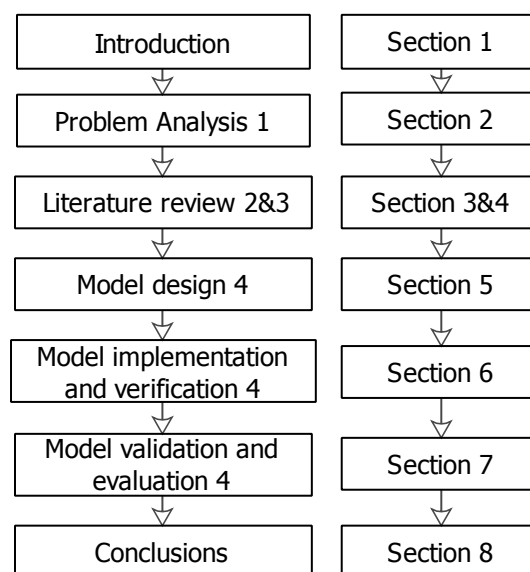 Introduction
Section 1
Problem Analysis 1
Section 2
Literature review 2&3
Section 3&4
Model design 4
Section 5
Model implementation
and verification 4
Section 6
Model validation and
evaluation 4
Section 7
Conclusions
Section 8